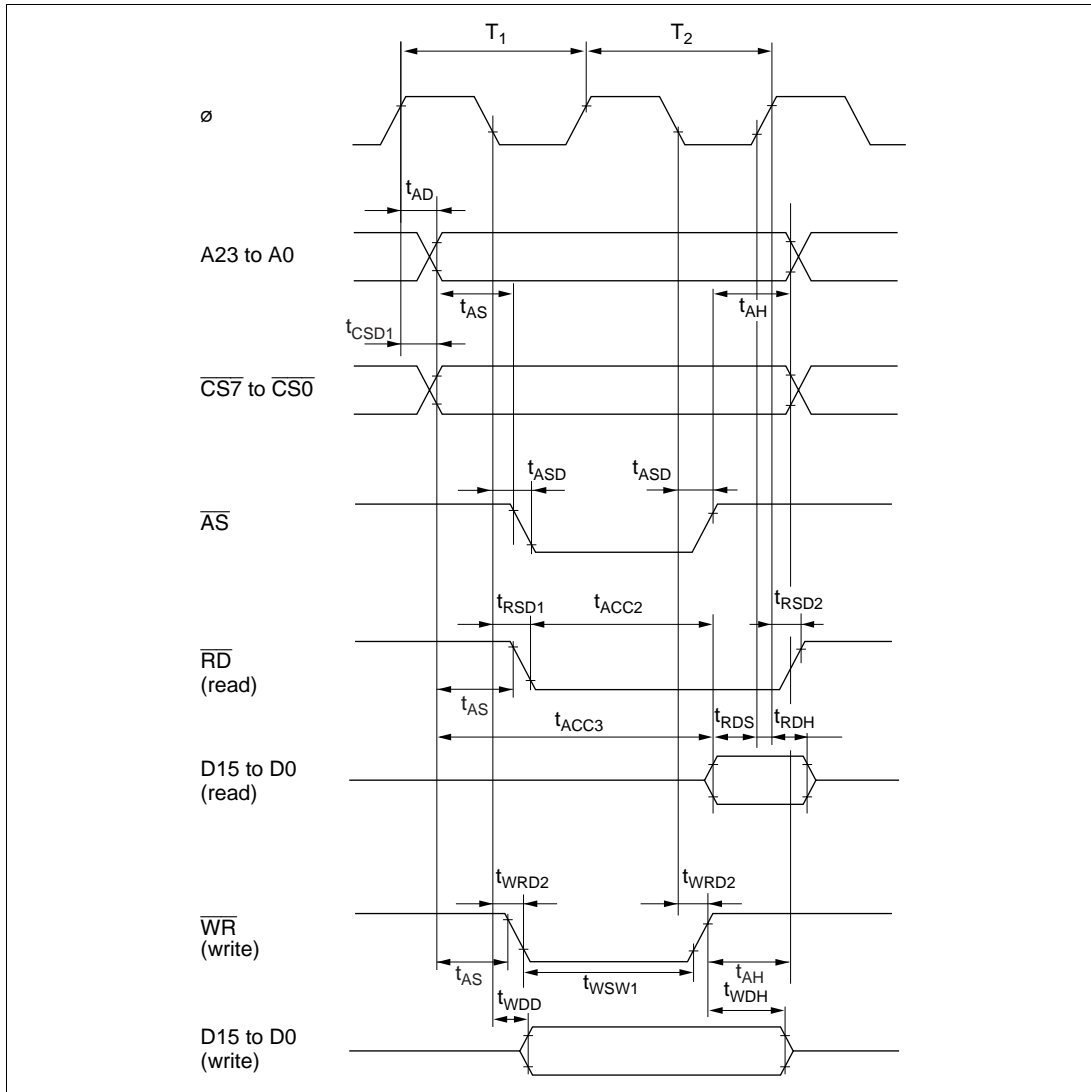 T1 T2
ø
tAD
A23 to A0
tAS tAH
tCSD1
CS7 to CS0
tASD tASD
AS
tRSD1 tACC2 tRSD2
RD
(read)
tAS
tACC3 tRDS tRDH
D15 to D0
(read)
tWRD2 tWRD2
WR
(write)
tAS tWSW1 tAH
tWDD tWDH
D15 to D0
(write)